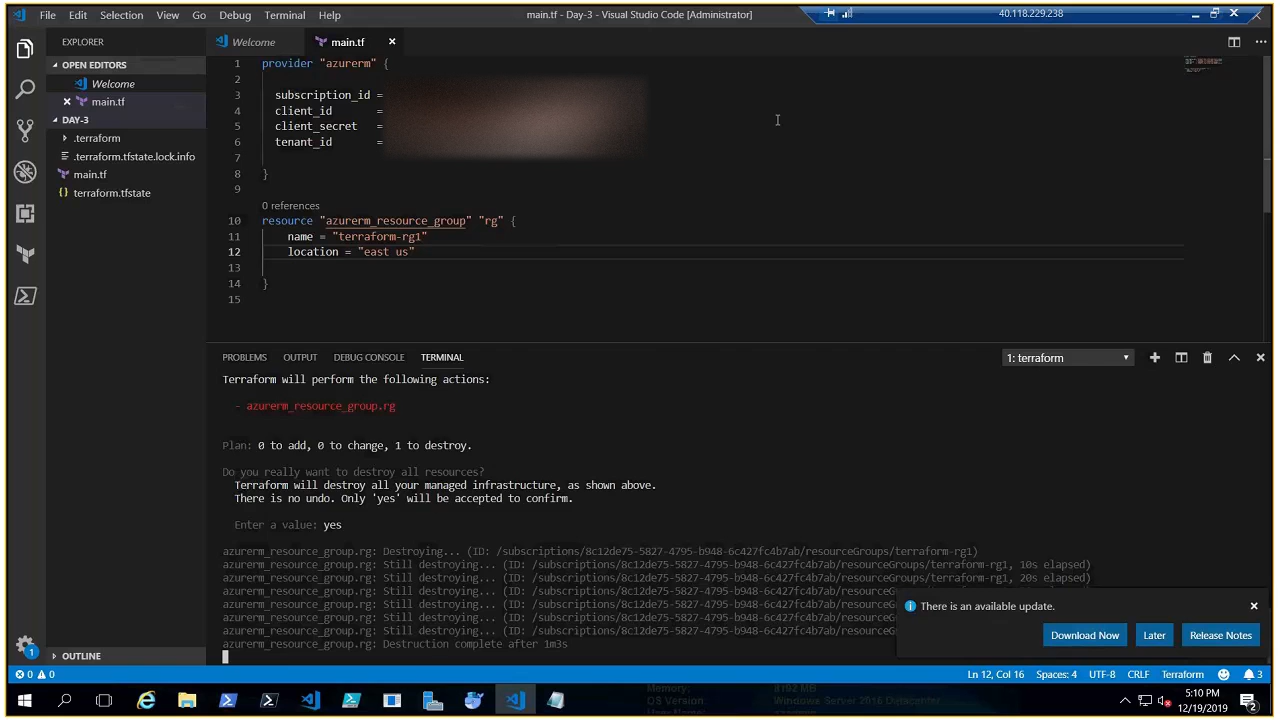 File Edit Selection View Go Debug Terminal Help
main.tf - Day-3 - Visual Studio Code [Administrator]
40.118.229.238
EXPLORER
OPEN EDITORS
Welcome
main.tf
DAY-3
.terraform
.terraform.tfstate.lock.info
main.tf
terraform.tfstate
OUTLINE
Welcome
main.tf
1 provider "azurerm" {
2
3 subscription_id =
4 client_id =
5 client_secret =
6 tenant_id =
7
8 }
9
0 references
10 resource "azurerm_resource_group" "rg" {
11 name = "terraform-rg1"
12 location = "east us"
13
14 }
15
PROBLEMS OUTPUT DEBUG CONSOLE TERMINAL
1: terraform
Terraform will perform the following actions:
- azurerm_resource_group.rg
Plan: 0 to add, 0 to change, 1 to destroy.
Do you really want to destroy all resources?
Terraform will destroy all your managed infrastructure, as shown above.
There is no undo. Only 'yes' will be accepted to confirm.
Enter a value: yes
azurerm_resource_group.rg: Destroying... (ID: /subscriptions/8c12de75-5827-4795-b948-6c427fc4b7ab/resourceGroups/terraform-rg1)
azurerm_resource_group.rg: Still destroying... (ID: /subscriptions/8c12de75-5827-4795-b948-6c427fc4b7ab/resourceGroups/terraform-rg1, 10s elapsed)
azurerm_resource_group.rg: Still destroying... (ID: /subscriptions/8c12de75-5827-4795-b948-6c427fc4b7ab/resourceGroups/terraform-rg1, 20s elapsed)
azurerm_resource_group.rg: Still destroying... (ID: /subscriptions/8c12de75-5827-4795-b948-6c427fc4b7ab/resourceG
azurerm_resource_group.rg: Still destroying... (ID: /subscriptions/8c12de75-5827-4795-b948-6c427fc4b7ab/resourceG
azurerm_resource_group.rg: Still destroying... (ID: /subscriptions/8c12de75-5827-4795-b948-6c427fc4b7ab/resourceG
azurerm_resource_group.rg: Still destroying... (ID: /subscriptions/8c12de75-5827-4795-b948-6c427fc4b7ab/resourceG
azurerm_resource_group.rg: Destruction complete after 1m3s
There is an available update.
Download Now Later Release Notes
1
0 0
Ln 12, Col 16 Spaces: 4 UTF-8 CRLF Terraform 3
Memory: 8192 MB
OS Version: Windows Server 2016 Datacenter
5:10 PM
12/19/2019
2